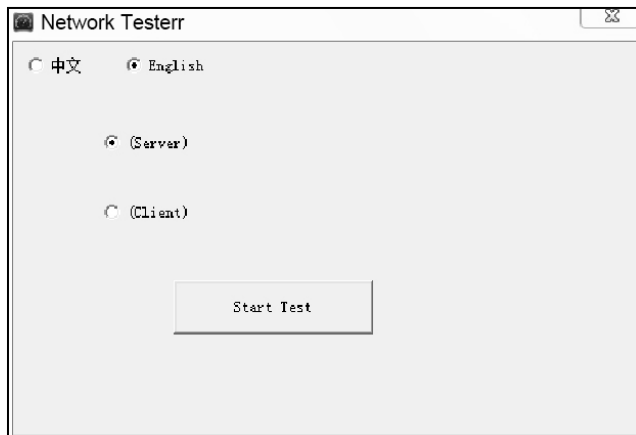 Network Testerr
中文 English
(Server)
(Client)
Start Test